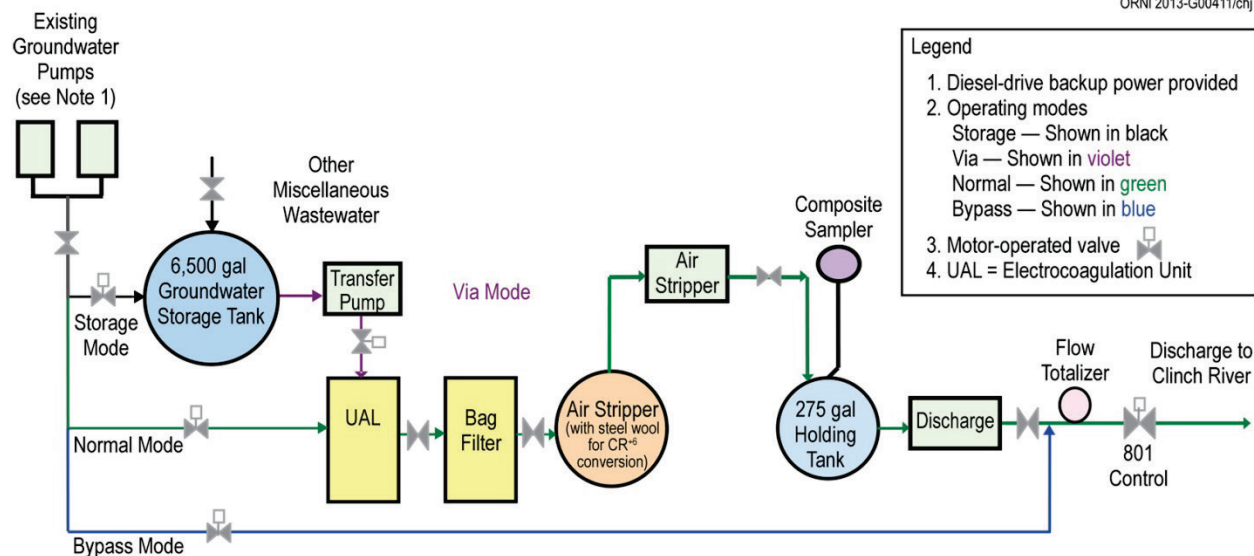 ORNI 2013-G00411/chj
Existing
Groundwater
Pumps
(see Note 1)
Other
Miscellaneous
Wastewater
6,500 gal
Groundwater
Storage Tank
Transfer
Pump
Via Mode
Storage
Mode
Air
Stripper
Composite
Sampler
Legend
1. Diesel-drive backup power provided
2. Operating modes
Storage — Shown in black
Via — Shown in violet
Normal — Shown in green
Bypass — Shown in blue
3. Motor-operated valve
4. UAL = Electrocoagulation Unit
Normal Mode
UAL
Bag
Filter
Air Stripper
(with steel wool
for CR+6
conversion)
275 gal
Holding
Tank
Discharge
Flow
Totalizer
Discharge to
Clinch River
801
Control
Bypass Mode